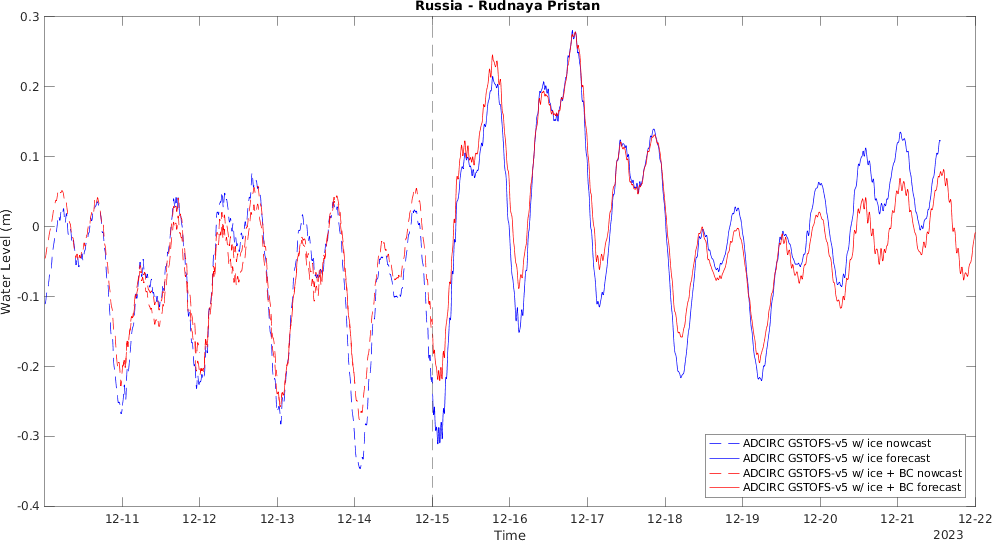 Russia - Rudnaya Pristan
0.3
0.2
0.1
0
-0.1
-0.2
-0.3
-0.4
Water Level (m)
ADCIRC GSTOFS-v5 w/ ice nowcast
ADCIRC GSTOFS-v5 w/ ice forecast
ADCIRC GSTOFS-v5 w/ ice + BC nowcast
ADCIRC GSTOFS-v5 w/ ice + BC forecast
12-11 12-12 12-13 12-14 12-15 12-16 12-17 12-18 12-19 12-20 12-21 12-22
Time
2023